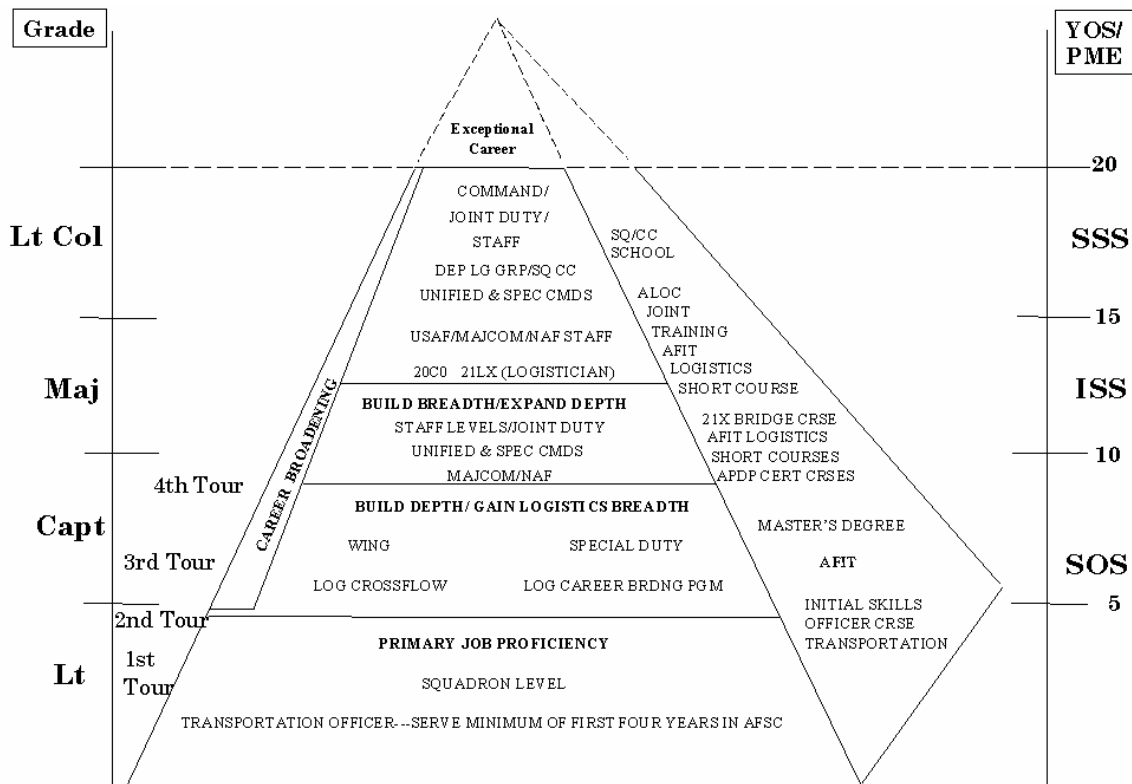 Grade
YOS/
PME
Exceptional
Career
20
COMMAND/
JOINT DUTY/
STAFF
DEP LG GRP/SQ CC
UNIFIED & SPEC CMDS
USAF/MAJCOM/NAF STAFF
20C0 21LX (LOGISTICIAN)
Lt Col
SQ/CC
SCHOOL
SSS
ALOC
JOINT
TRAINING
AFIT
LOGISTICS
SHORT COURSE
15
Maj
ISS
CAREER BROADENING
BUILD BREADTH/EXPAND DEPTH
STAFF LEVELS/JOINT DUTY
UNIFIED & SPEC CMDS
MAJCOM/NAF
21X BRIDGE CRSE
AFIT LOGISTICS
SHORT COURSES
APDP CERT CRSES
10
4th Tour
Capt
3rd Tour
BUILD DEPTH/ GAIN LOGISTICS BREADTH
WING SPECIAL DUTY
LOG CROSSFLOW LOG CAREER BRDNG PGM
MASTER'S DEGREE
AFIT
SOS
5
2nd Tour
Lt
1st
Tour
PRIMARY JOB PROFICIENCY
SQUADRON LEVEL
TRANSPORTATION OFFICER---SERVE MINIMUM OF FIRST FOUR YEARS IN AFSC
INITIAL SKILLS
OFFICER CRSE
TRANSPORTATION